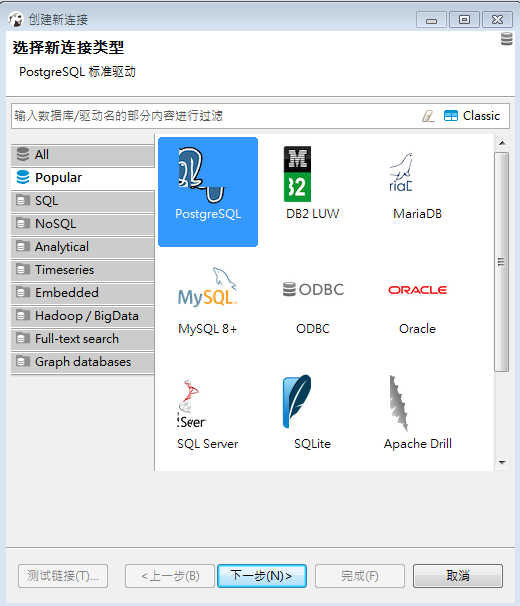 创建新连接
选择新连接类型
PostgreSQL 标准驱动
输入数据库/驱动名的部分内容进行过滤
Classic
All
Popular
SQL
NoSQL
Analytical
Timeseries
Embedded
Hadoop / BigData
Full-text search
Graph databases
PostgreSQL
DB2 LUW
MariaDB
MySQL
ODBC
ORACLE
MySQL 8+
ODBC
Oracle
SQL Server
SQLite
Apache Drill
测试链接(T)...
<上一步(B)
下一步(N)>
完成(F)
取消